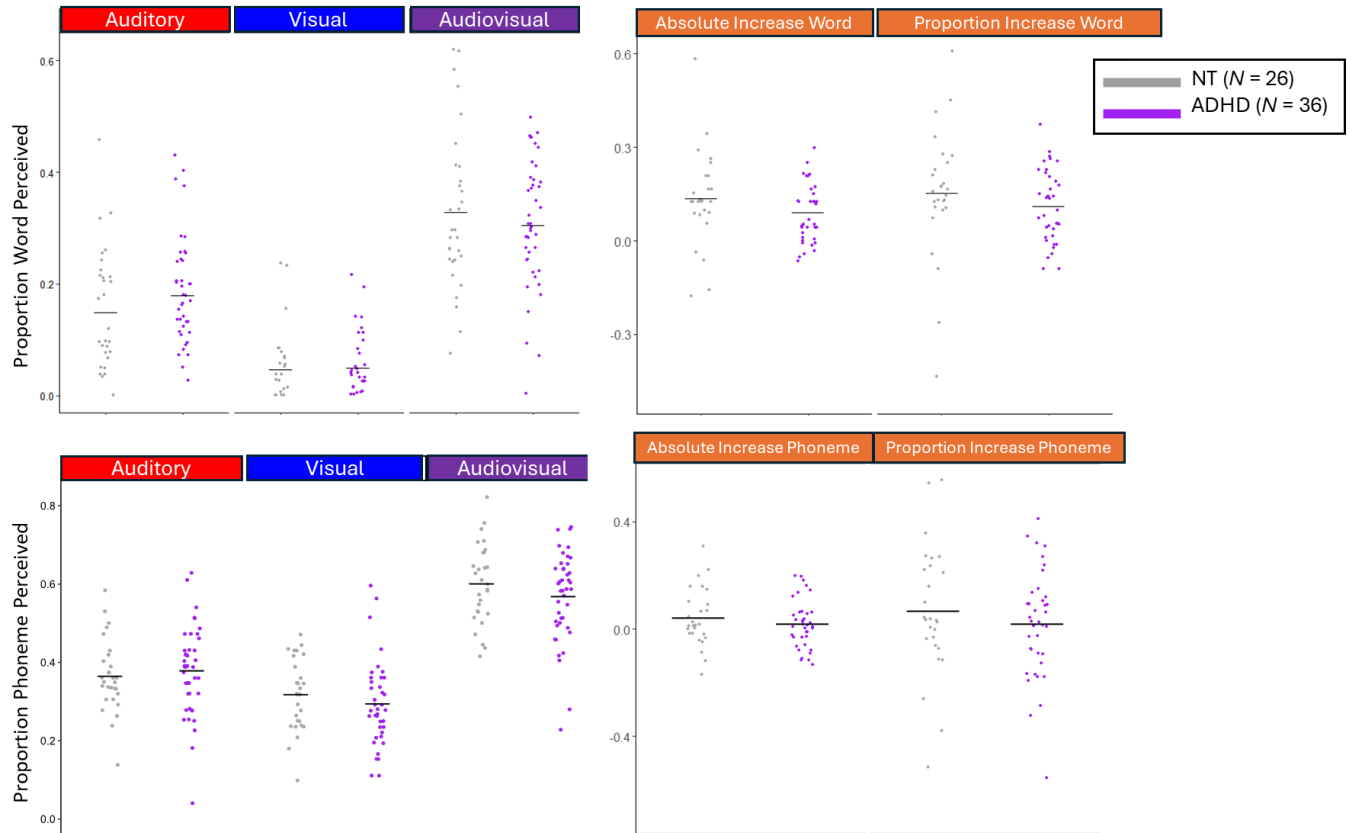 Auditory
Visual
Audiovisual
Proportion Word Perceived
0.6
0.4
0.2
0.0
Absolute Increase Word
Proportion Increase Word
0.6
0.3
0.0
-0.3
NT (N = 26)
ADHD (N = 36)
Auditory
Visual
Audiovisual
Proportion Phoneme Perceived
0.8
0.6
0.4
0.2
0.0
Absolute Increase Phoneme
Proportion Increase Phoneme
0.4
0.0
-0.4